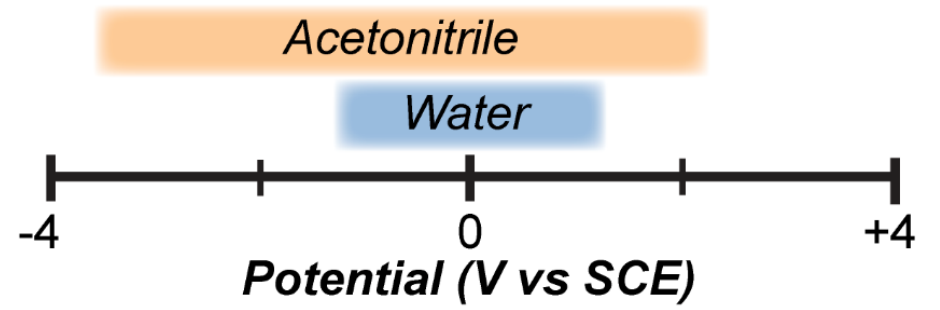 Acetonitrile
Water
-4 0 +4
Potential (V vs SCE)